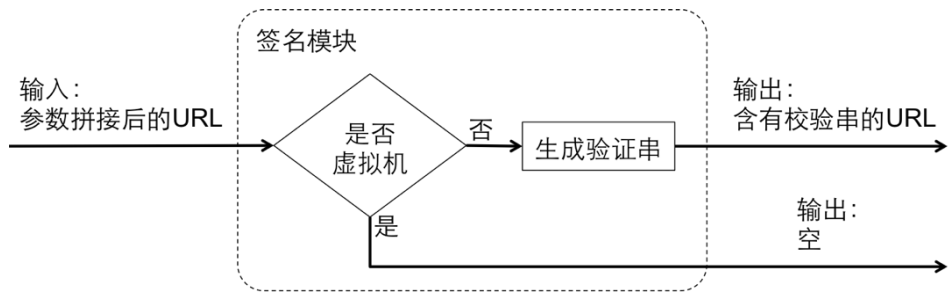 签名模块
输入:
参数拼接后的URL
是否
虚拟机
否
生成验证串
输出:
含有校验串的URL
是
输出:
空